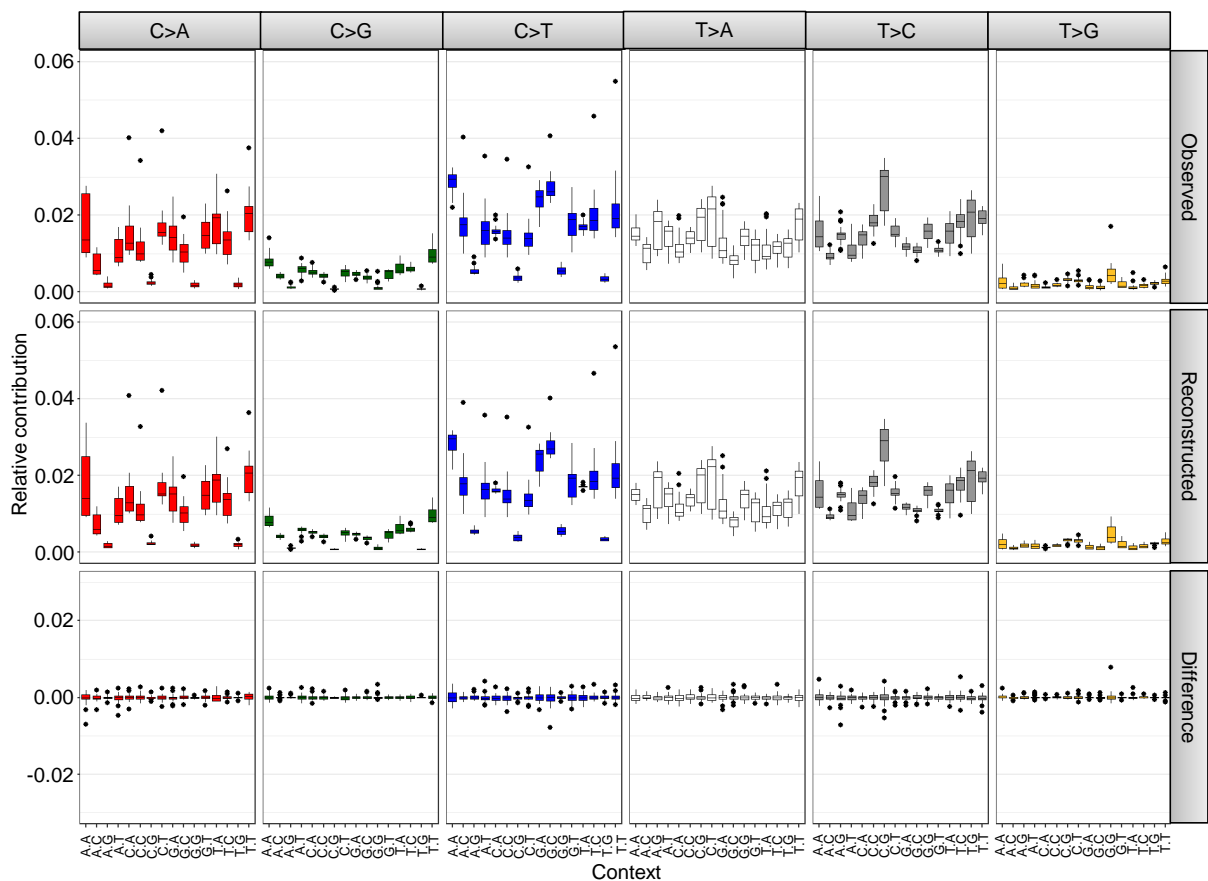 C>A C>G C>T T>A T>C T>G
0.06
0.04
0.02
0.00
Observed
0.06
0.04
0.02
0.00
Reconstructed
0.02
0.00
-0.02
Difference
Relative contribution
A.A A.C A.G A.T C.A C.C C.G C.T G.A G.C G.G G.T T.A T.C T.G T.T
A.A A.C A.G A.T C.A C.C C.G C.T G.A G.C G.G G.T T.A T.C T.G T.T
A.A A.C A.G A.T C.A C.C C.G C.T G.A G.C G.G G.T T.A T.C T.G T.T
A.A A.C A.G A.T C.A C.C C.G C.T G.A G.C G.G G.T T.A T.C T.G T.T
A.A A.C A.G A.T C.A C.C C.G C.T G.A G.C G.G G.T T.A T.C T.G T.T
A.A A.C A.G A.T C.A C.C C.G C.T G.A G.C G.G G.T T.A T.C T.G T.T
Context